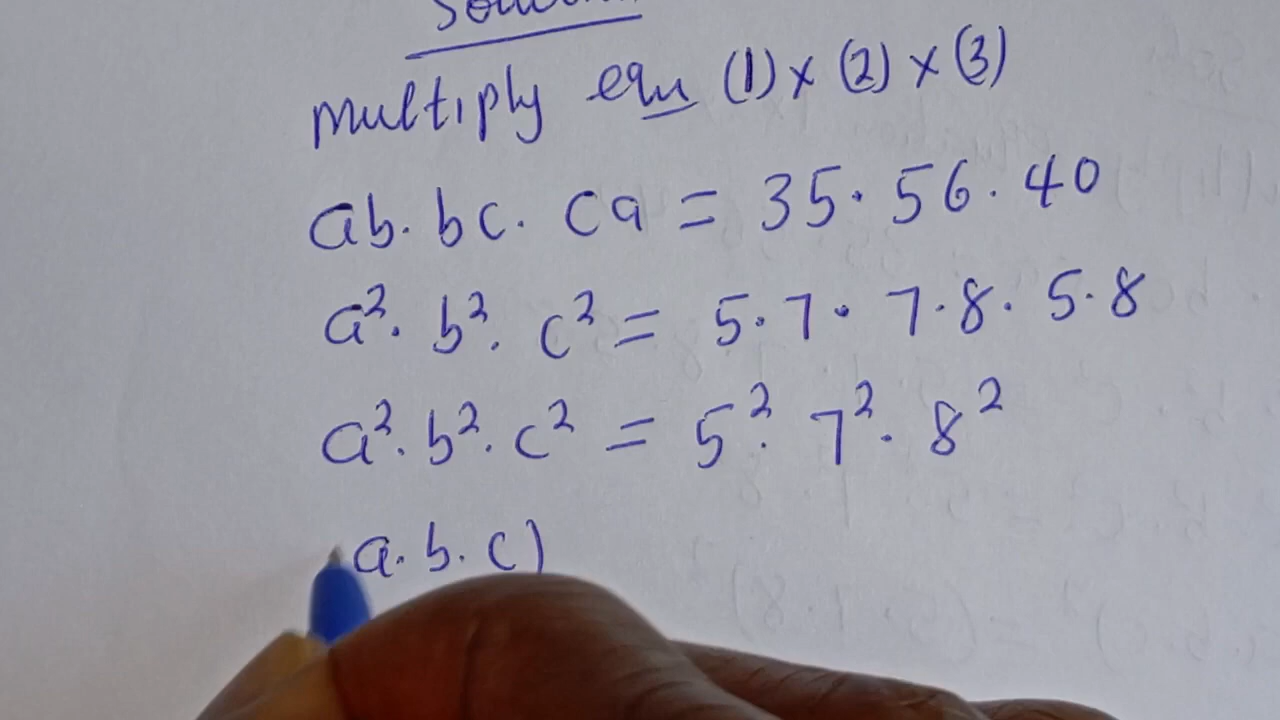 multiply eqn (1) × (2) × (3)
ab. bc. ca = 35. 56. 40
a². b². c² = 5.7. 7.8. 5.8
a². b². c² = 5². 7². 8²
a. b. c)